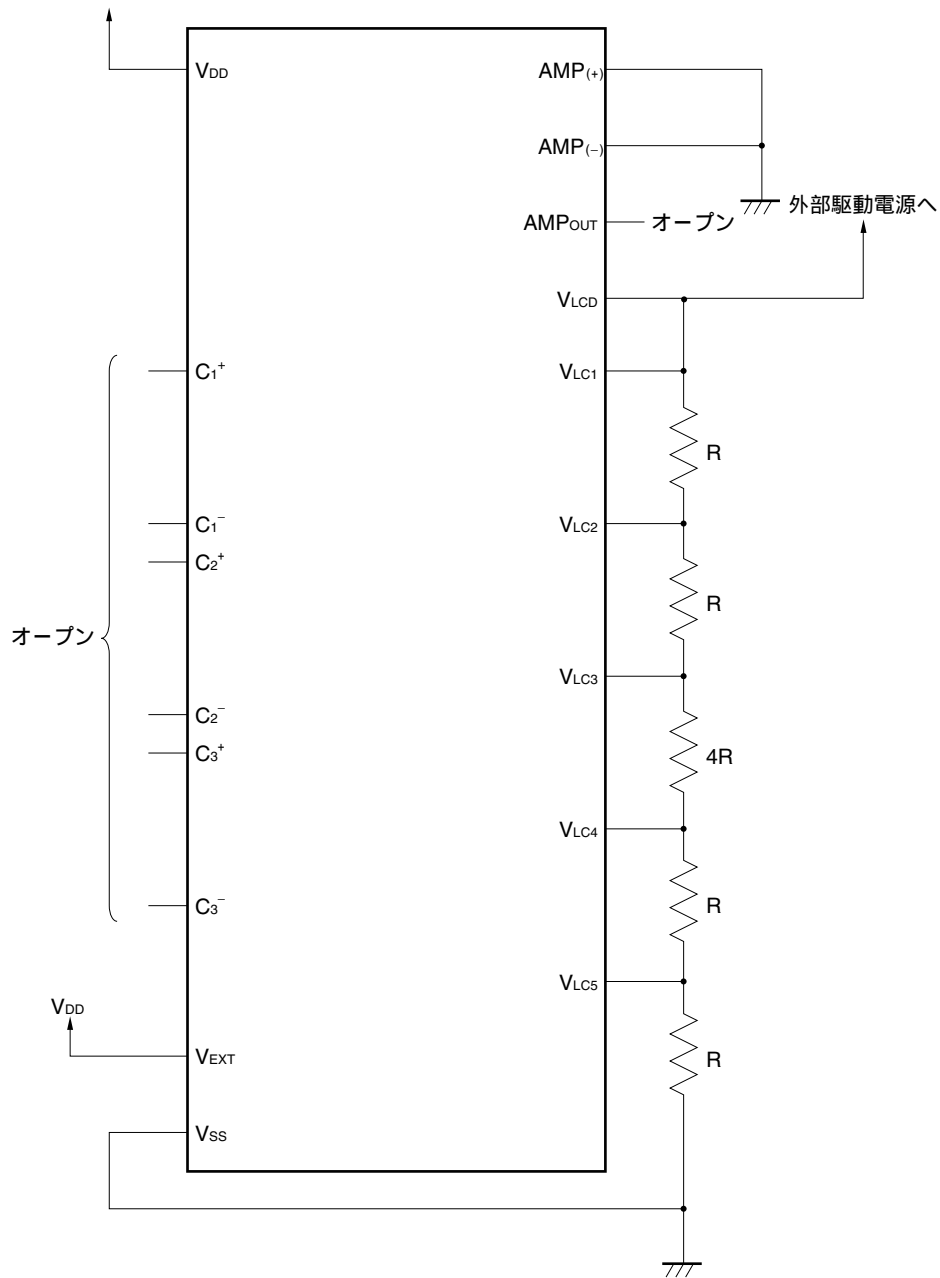 VDD
AMP(+)
AMP(−)
外部駆動電源へ
AMPOUT
オープン
VLCD
C1+
VLC1
R
C1−
VLC2
C2+
R
オープン
VLC3
C2−
C3+
4R
VLC4
C3−
R
VLC5
VDD
VEXT
R
VSS